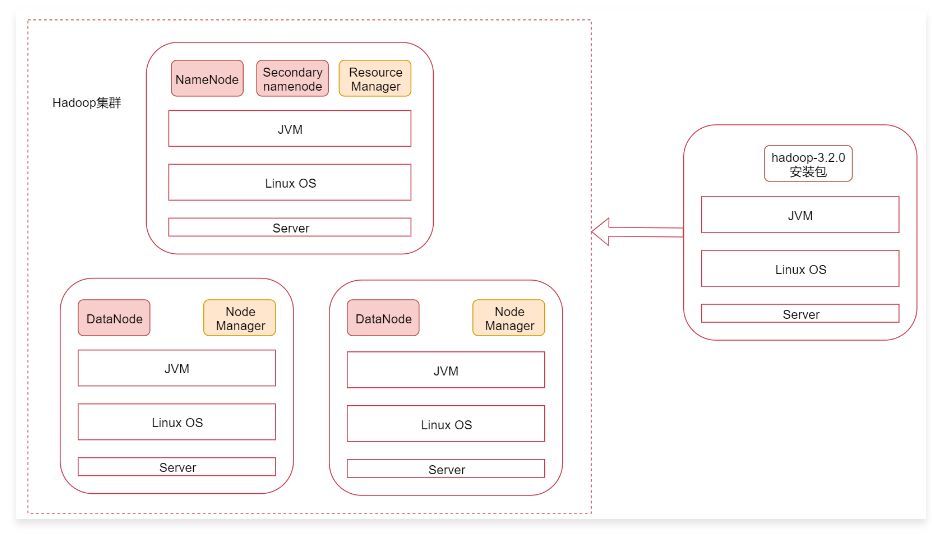 Hadoop集群
NameNode
Secondary
namenode
Resource
Manager
JVM
Linux OS
Server
DataNode
Node
Manager
JVM
Linux OS
Server
DataNode
Node
Manager
JVM
Linux OS
Server
hadoop-3.2.0
安装包
JVM
Linux OS
Server